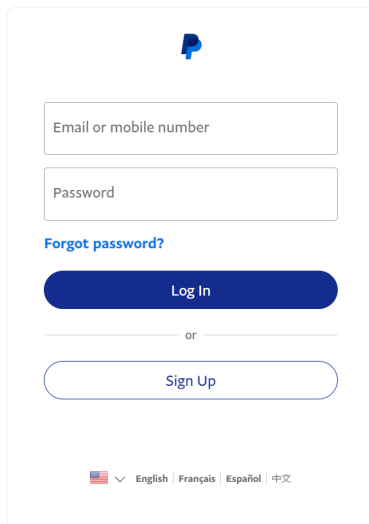 Email or mobile number
Password
Forgot password?
Log In
or
Sign Up
English Français Español 中文